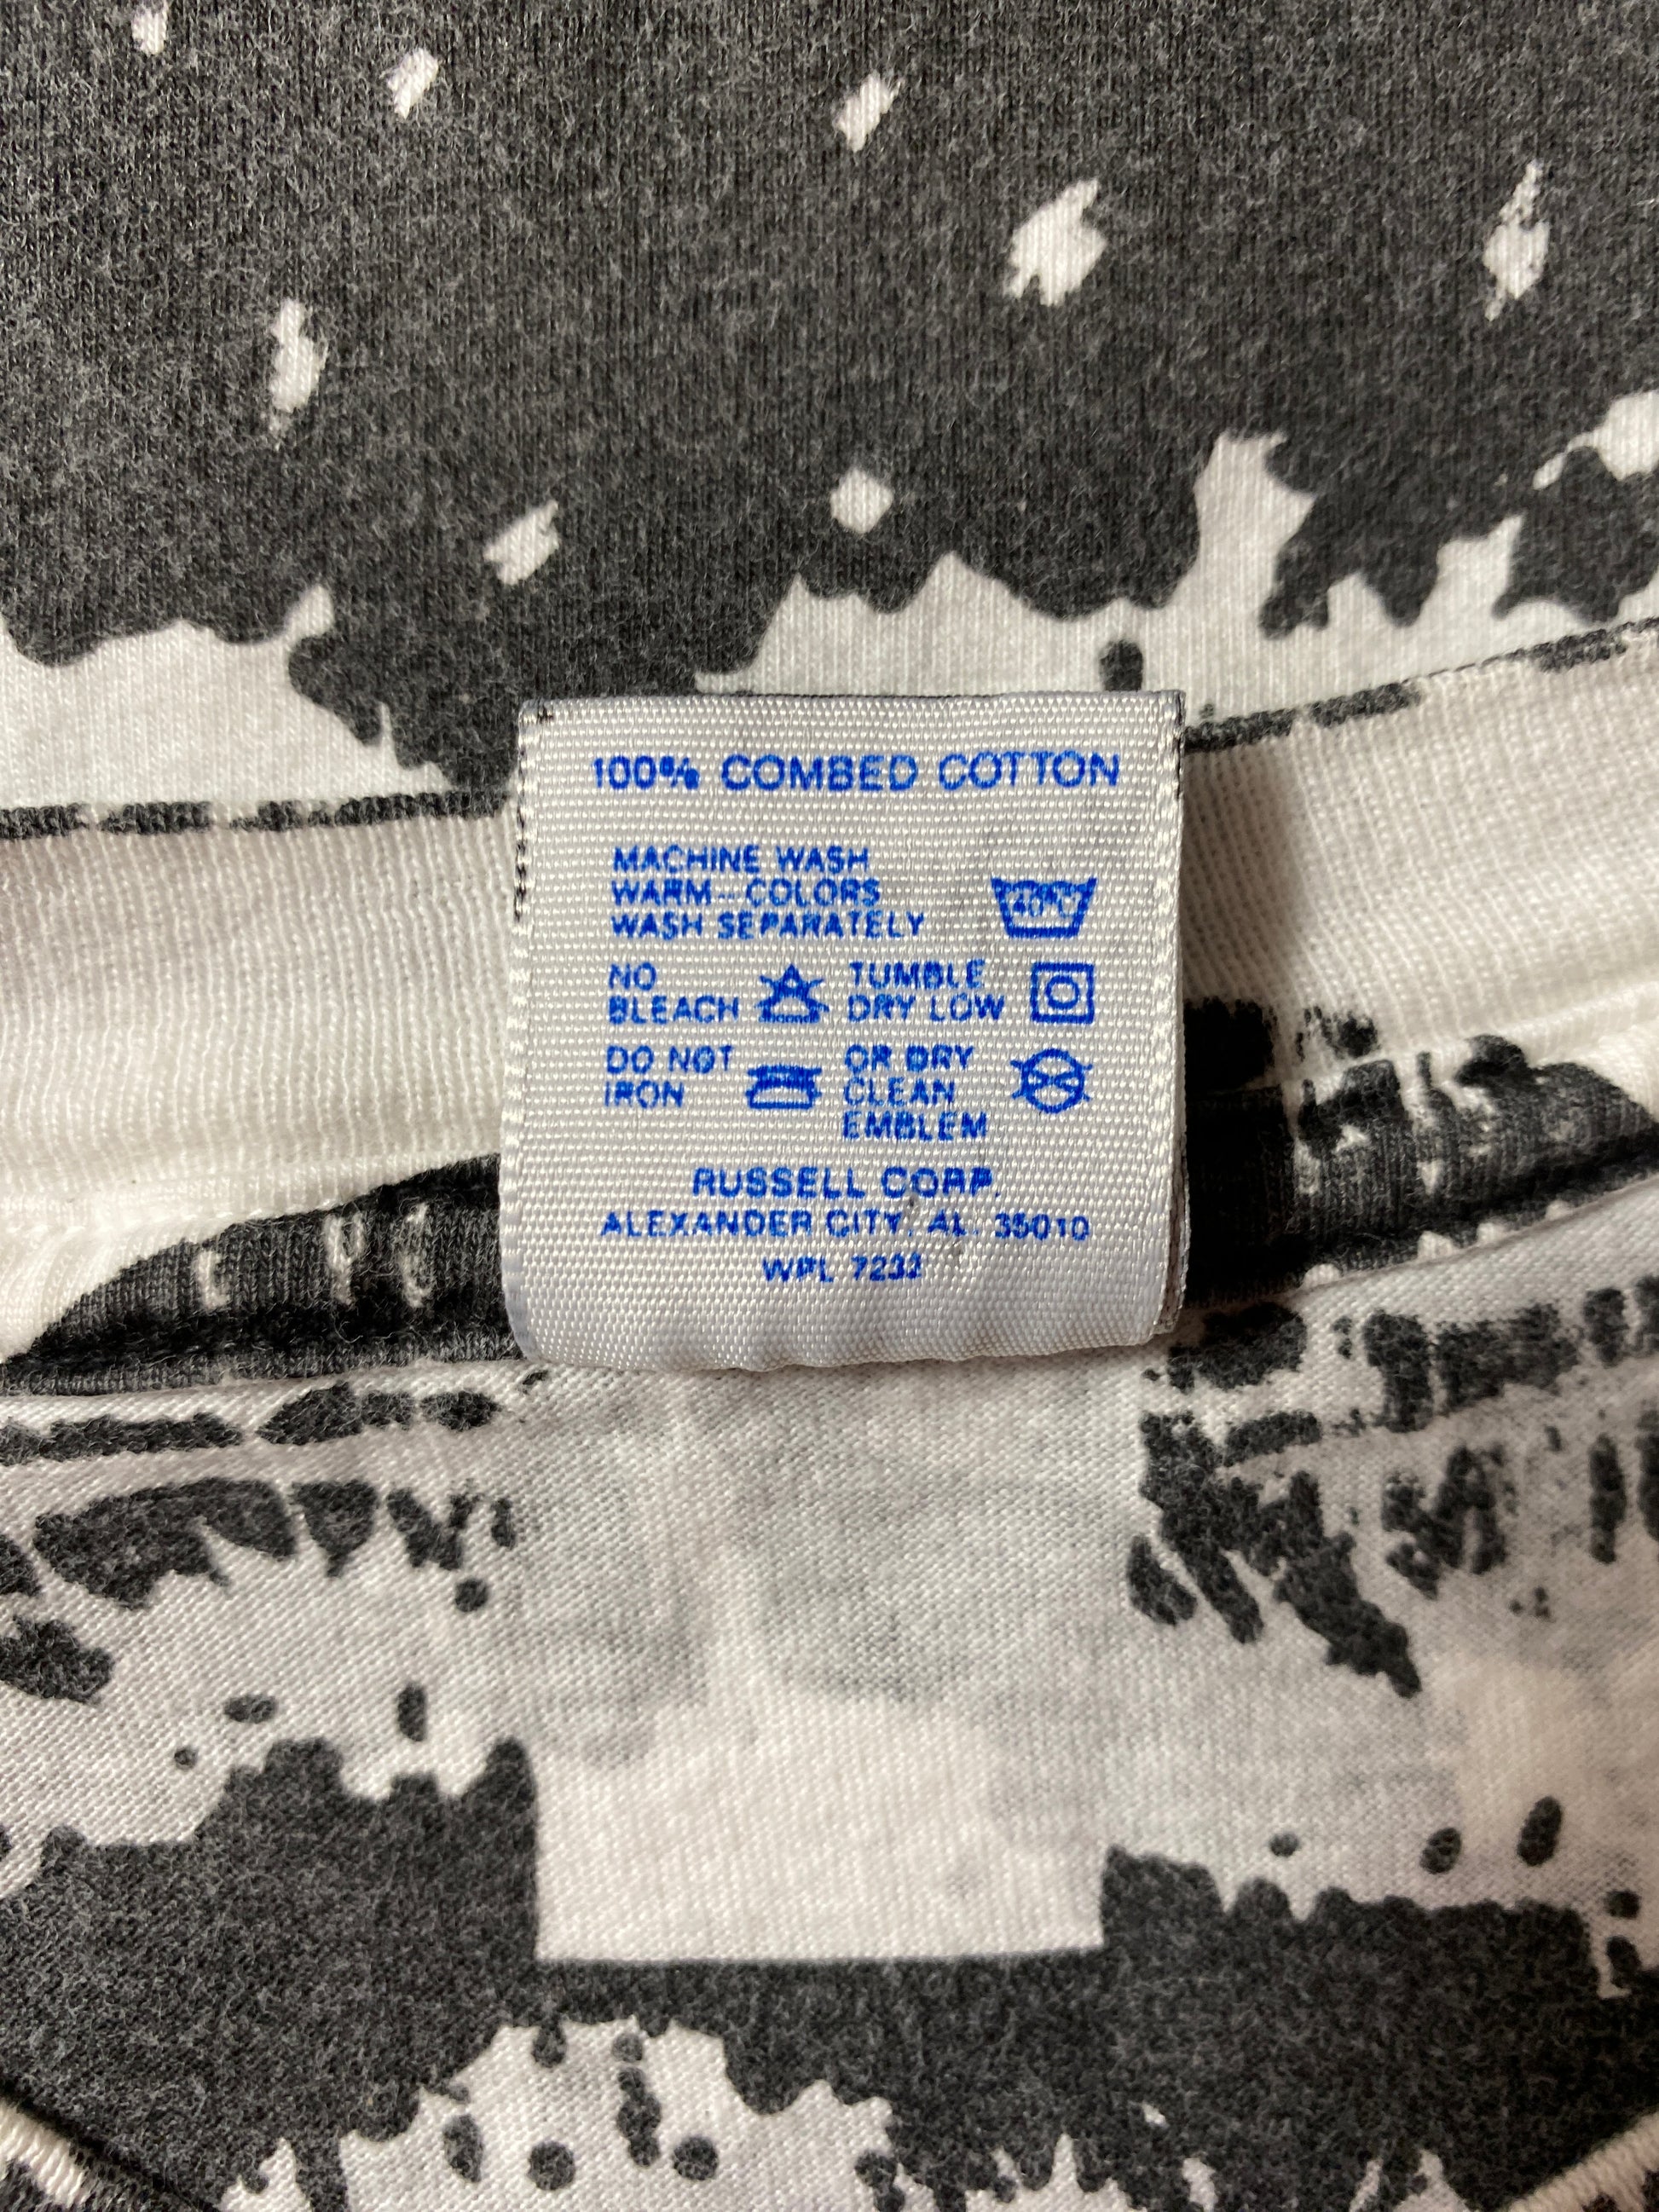 100% COMBED COTTON
MACHINE WASH
WARM-COLORS
WASH SEPARATELY
40°C
NO
BLEACH
TUMBLE
DRY LOW
DO NOT
IRON
OR DRY
CLEAN
EMBLEM
RUSSELL CORP.
ALEXANDER CITY, AL. 35010
WPL